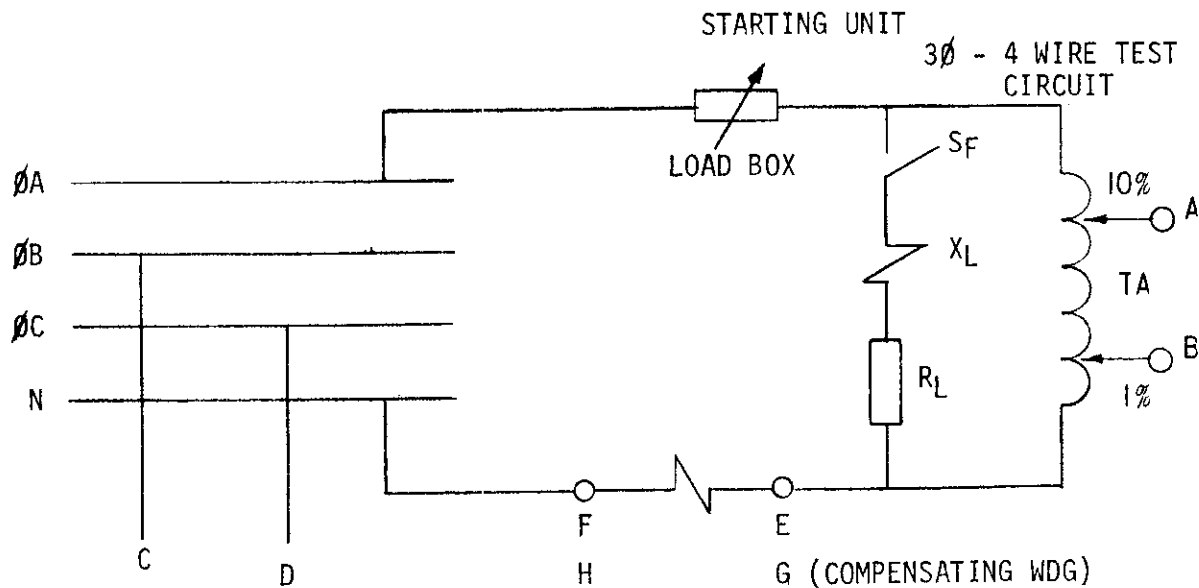 STARTING UNIT
3Ø - 4 WIRE TEST
CIRCUIT
LOAD BOX
SF
ØA
10%
A
ØB
XL
TA
ØC
B
RL
N
1%
F
E
C
D
H
G (COMPENSATING WDG)